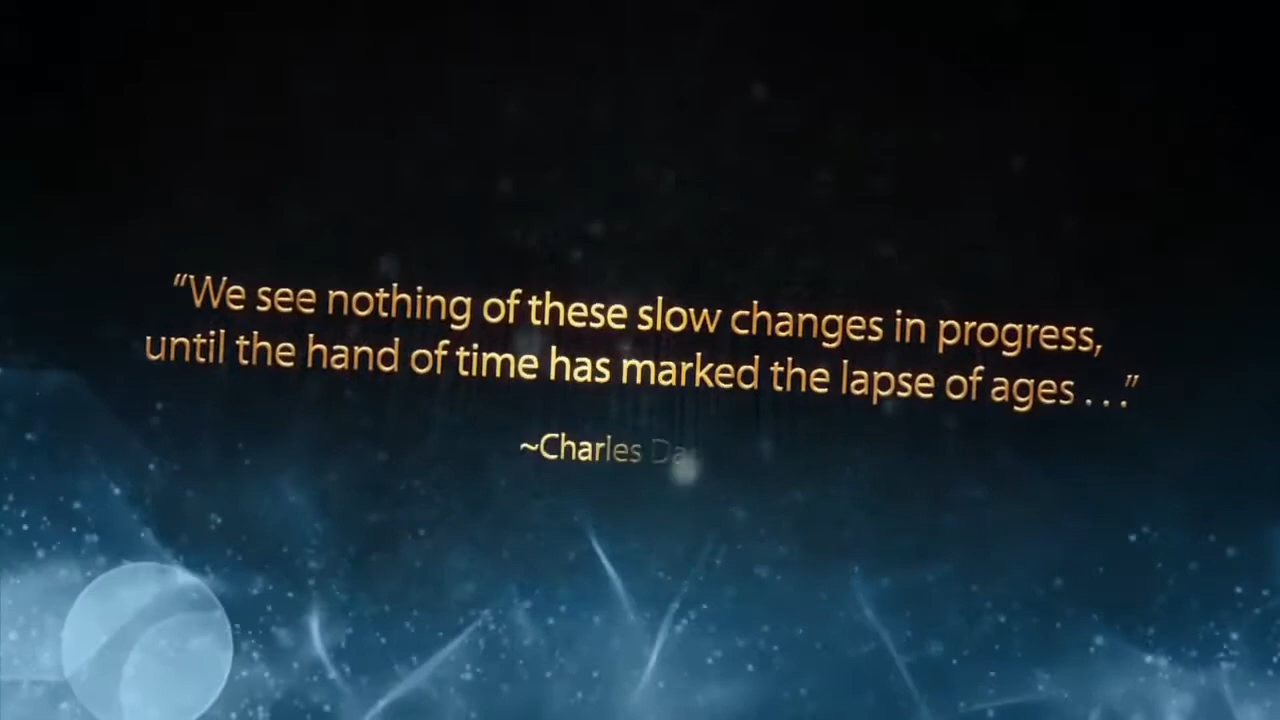 “We see nothing of these slow changes in progress,
until the hand of time has marked the lapse of ages . . .”
~Charles Da